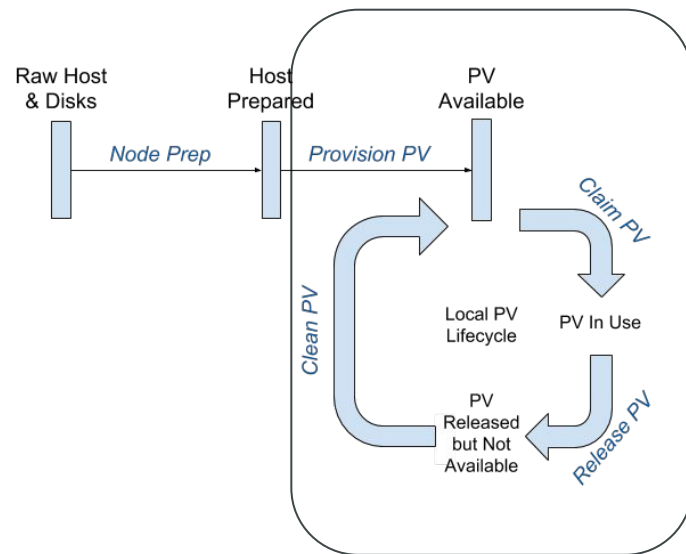 Raw Host
& Disks
Host
Prepared
PV
Available
Node Prep
Provision PV
Claim PV
Clean PV
Local PV
Lifecycle
PV In Use
PV
Released
but Not
Available
Release PV